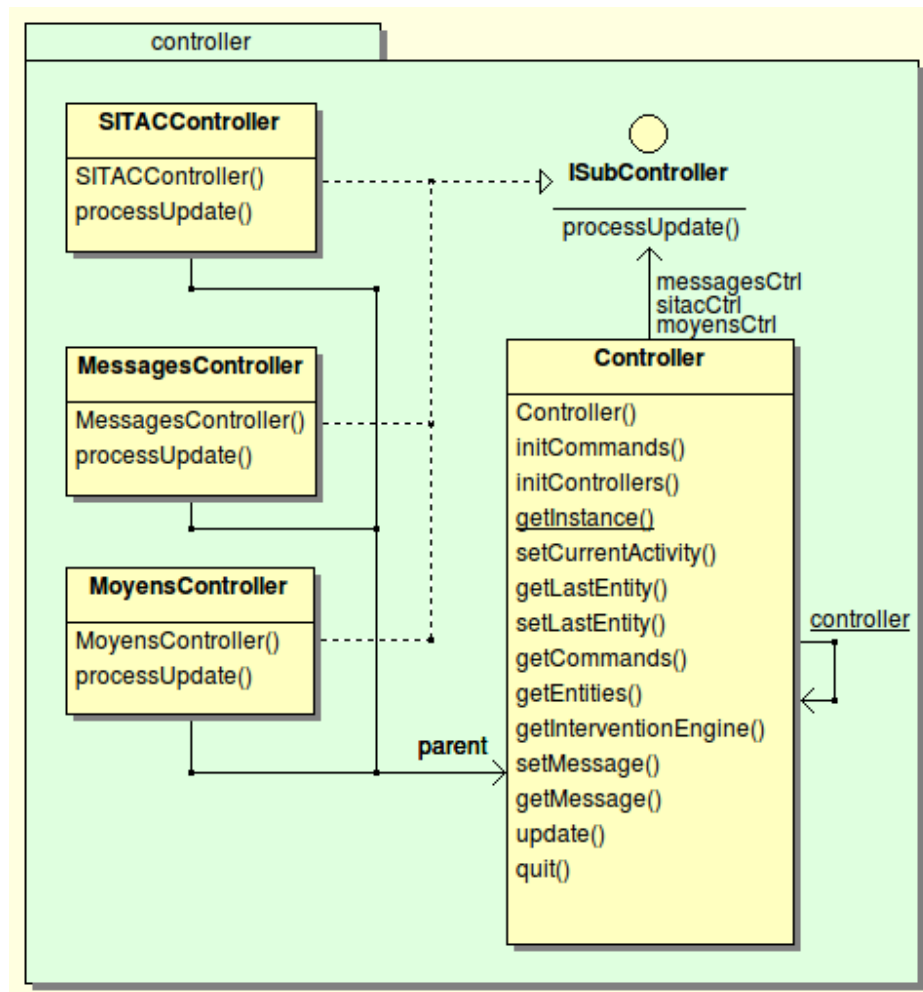 controller
SITACController
SITACController()
processUpdate()
ISubController
processUpdate()
messagesCtrl
sitacCtrl
moyensCtrl
MessagesController
MessagesController()
processUpdate()
MoyensController
MoyensController()
processUpdate()
parent
Controller
Controller()
initCommands()
initControllers()
getInstance()
setCurrentActivity()
getLastEntity()
setLastEntity()
getCommands()
getEntities()
getInterventionEngine()
setMessage()
getMessage()
update()
quit()
controller